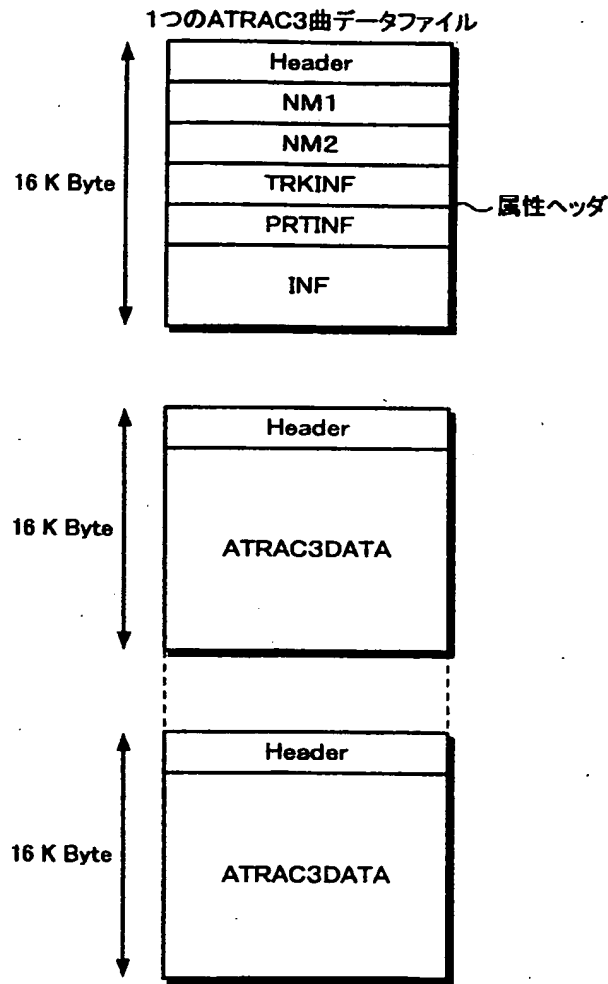 1つのATRAC3曲データファイル
Header
NM1
NM2
16 K Byte
TRKINF
属性ヘッダ
PRTINF
INF
Header
16 K Byte
ATRAC3DATA
Header
16 K Byte
ATRAC3DATA